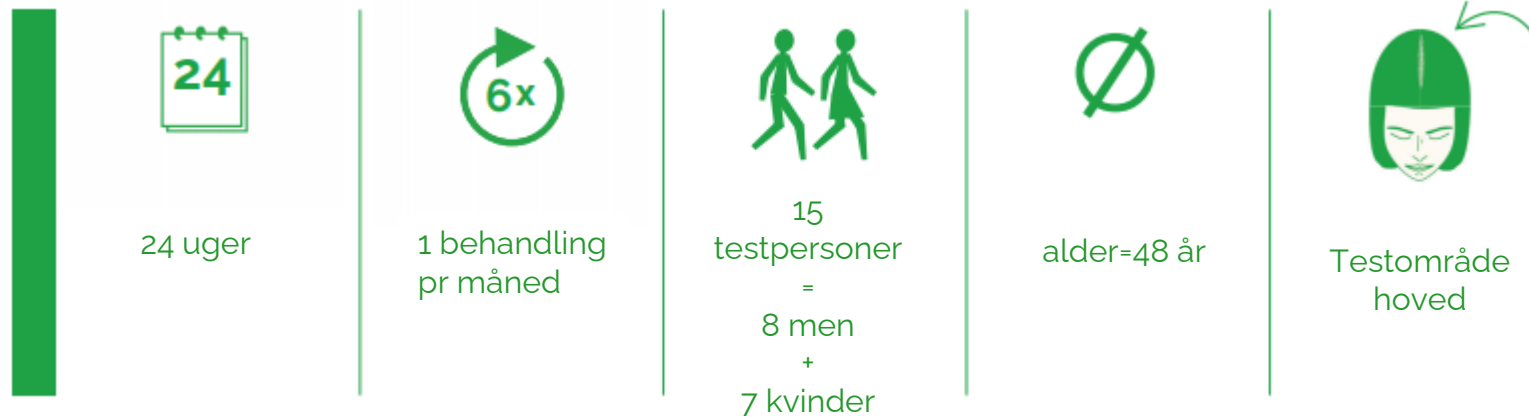 24
24 uger
6x
1 behandling
pr måned
15
testpersoner
=
8 men
+
7 kvinder
Ø
alder=48 år
Testområde
hoved